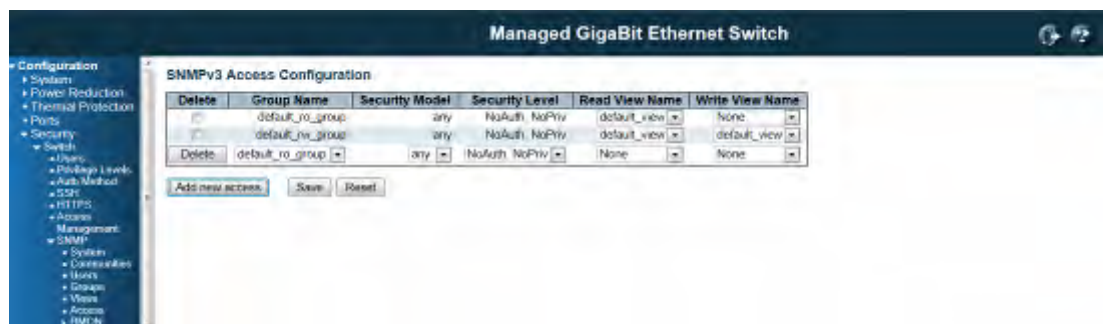 Managed GigaBit Ethernet Switch
Configuration
System
Power Reduction
Thermal Protection
Ports
Security
Switch
Users
Privilege Levels
Auth Method
SSH
HTTPS
Access
Management
SNMP
System
Communities
Users
Groups
Views
Access
RMON
SNMPv3 Access Configuration
Delete Group Name Security Model Security Level Read View Name Write View Name
default_ro_group any NoAuth, NoPriv default_view None
default_rw_group any NoAuth, NoPriv default_view default_view
Delete default_ro_group any NoAuth, NoPriv None None
Add new access Save Reset